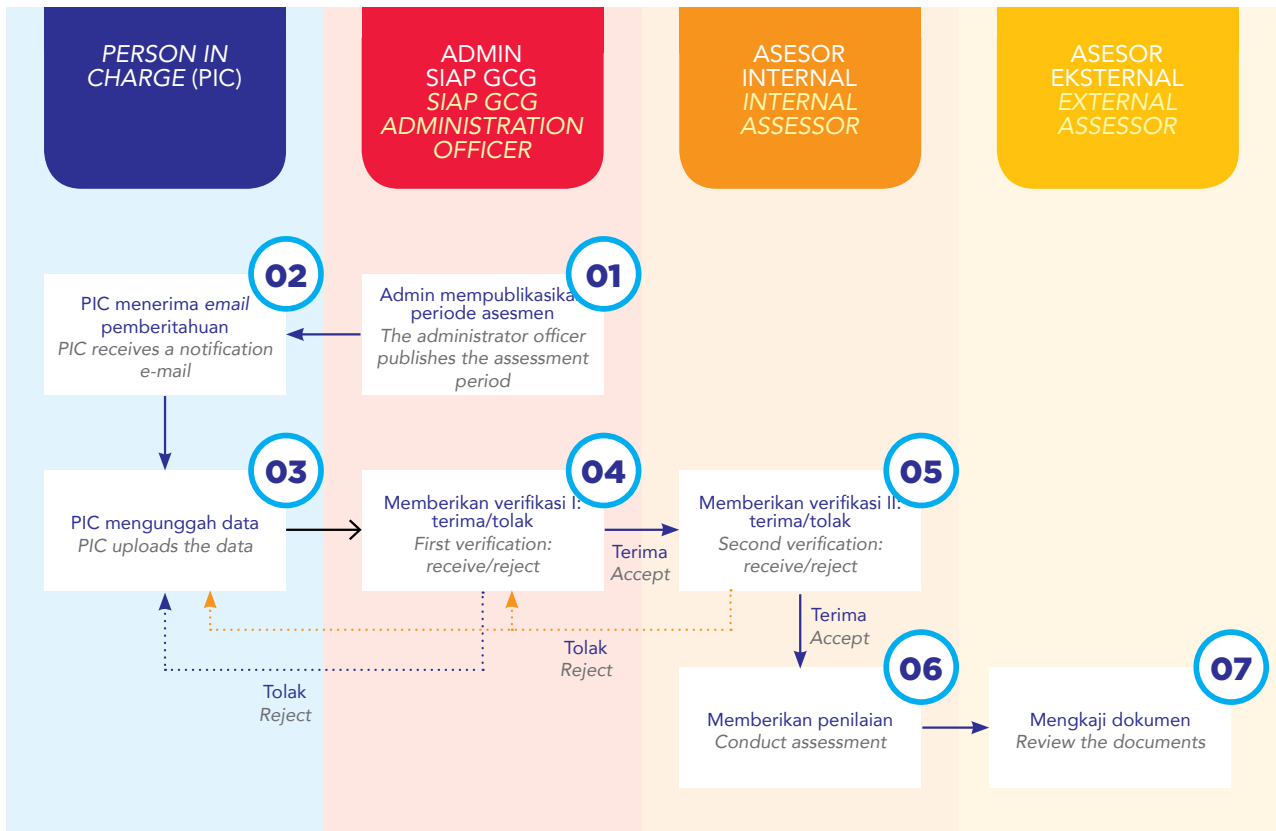 PERSON IN
CHARGE (PIC)
ADMIN
SIAP GCG
SIAP GCG
ADMINISTRATION
OFFICER
ASESOR
INTERNAL
INTERNAL
ASSESSOR
ASESOR
EKSTERNAL
EXTERNAL
ASSESSOR
02
PIC menerima email
pemberitahuan
PIC receives a notification
e-mail
01
Admin mempublikasika
periode asesmen
The administrator officer
publishes the assessment
period
03
PIC mengunggah data
PIC uploads the data
04
Memberikan verifikasi I:
terima/tolak
First verification:
receive/reject
Terima
Accept
05
Memberikan verifikasi II:
terima/tolak
Second verification:
receive/reject
Tolak
Reject
Tolak
Reject
Terima
Accept
06
Memberikan penilaian
Conduct assessment
07
Mengkaji dokumen
Review the documents